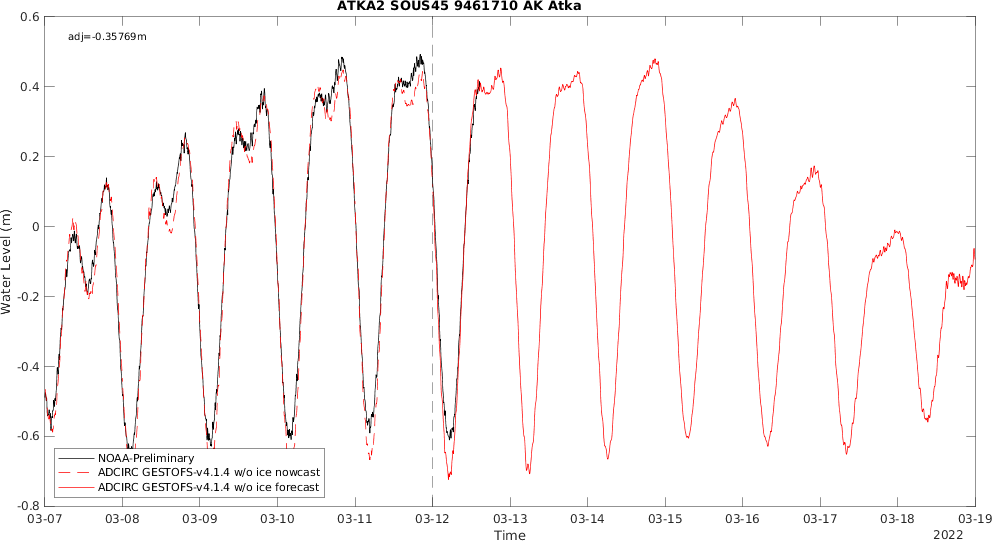 ATKA2 SOUS45 9461710 AK Atka
adj=-0.35769m
0.6
0.4
0.2
0
-0.2
-0.4
-0.6
-0.8
Water Level (m)
NOAA-Preliminary
ADCIRC GESTOFS-v4.1.4 w/o ice nowcast
ADCIRC GESTOFS-v4.1.4 w/o ice forecast
03-07 03-08 03-09 03-10 03-11 03-12 03-13 03-14 03-15 03-16 03-17 03-18 03-19
Time
2022